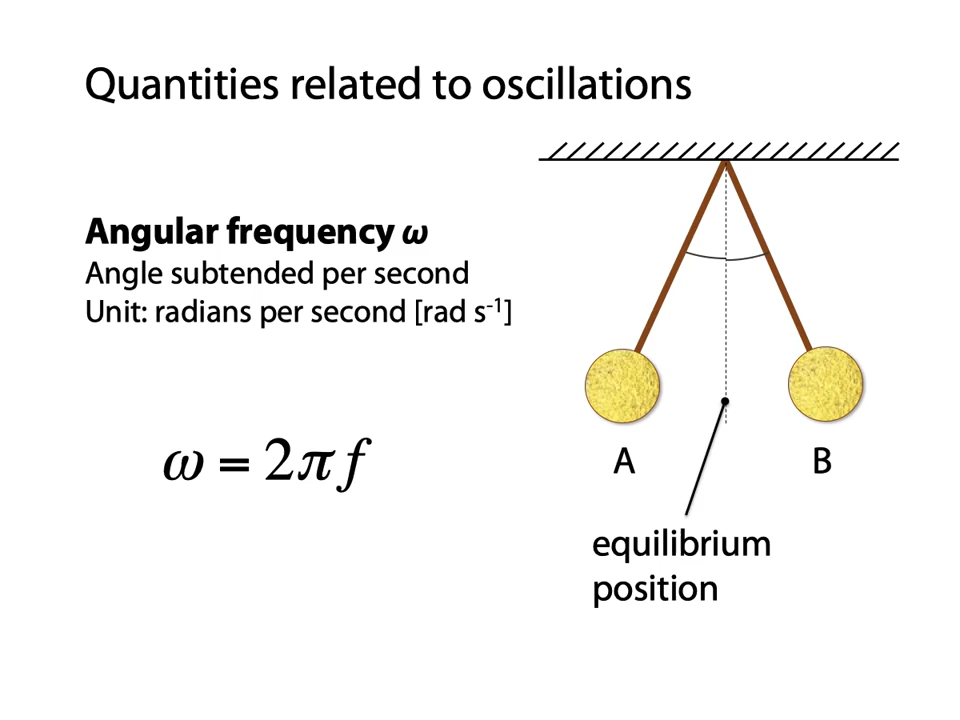 Quantities related to oscillations
Angular frequency ω
Angle subtended per second
Unit: radians per second [rad s⁻¹]
ω = 2πf
A
B
equilibrium
position